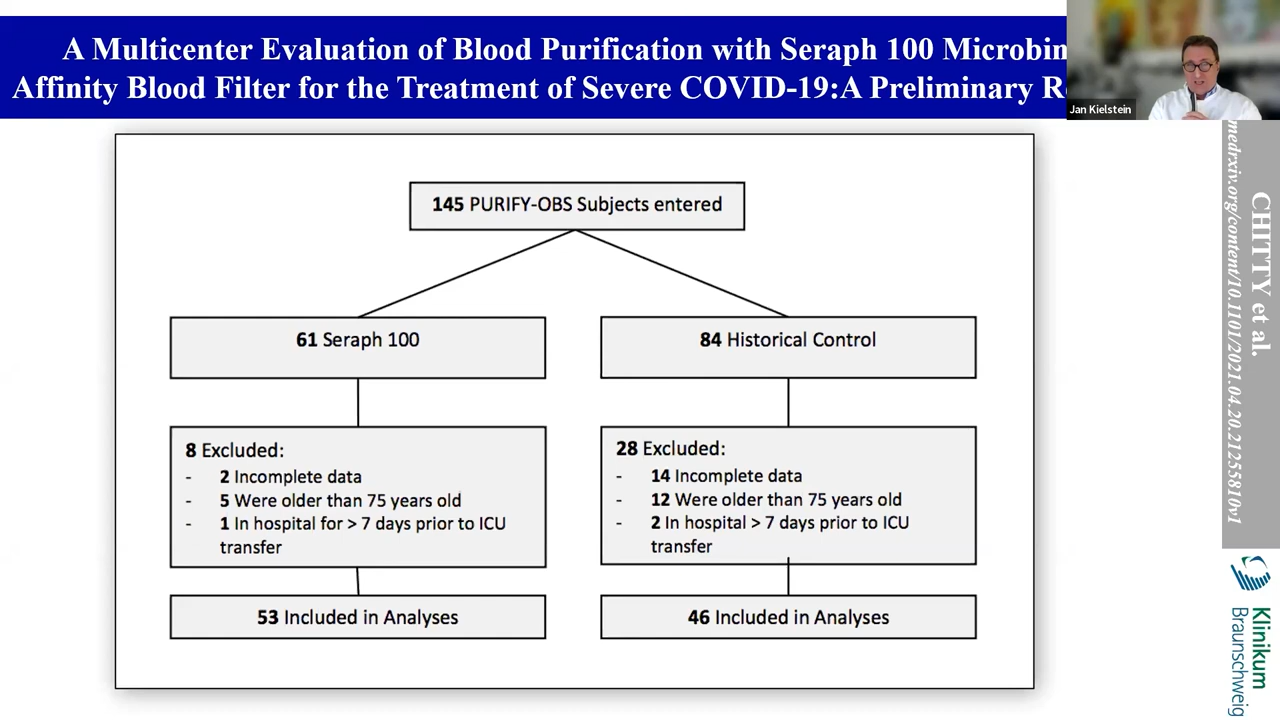 A Multicenter Evaluation of Blood Purification with Seraph 100 Microbin
Affinity Blood Filter for the Treatment of Severe COVID-19:A Preliminary
Jan Kielstein
145 PURIFY-OBS Subjects entered
61 Seraph 100
84 Historical Control
8 Excluded:
- 2 Incomplete data
- 5 Were older than 75 years old
- 1 In hospital for > 7 days prior to ICU
transfer
28 Excluded:
- 14 Incomplete data
- 12 Were older than 75 years old
- 2 In hospital > 7 days prior to ICU
transfer
53 Included in Analyses
46 Included in Analyses
CHITTY et al.
medrxiv.org/content/10.1101/2021.04.20.21255810v1
Klinikum
Braunschweig